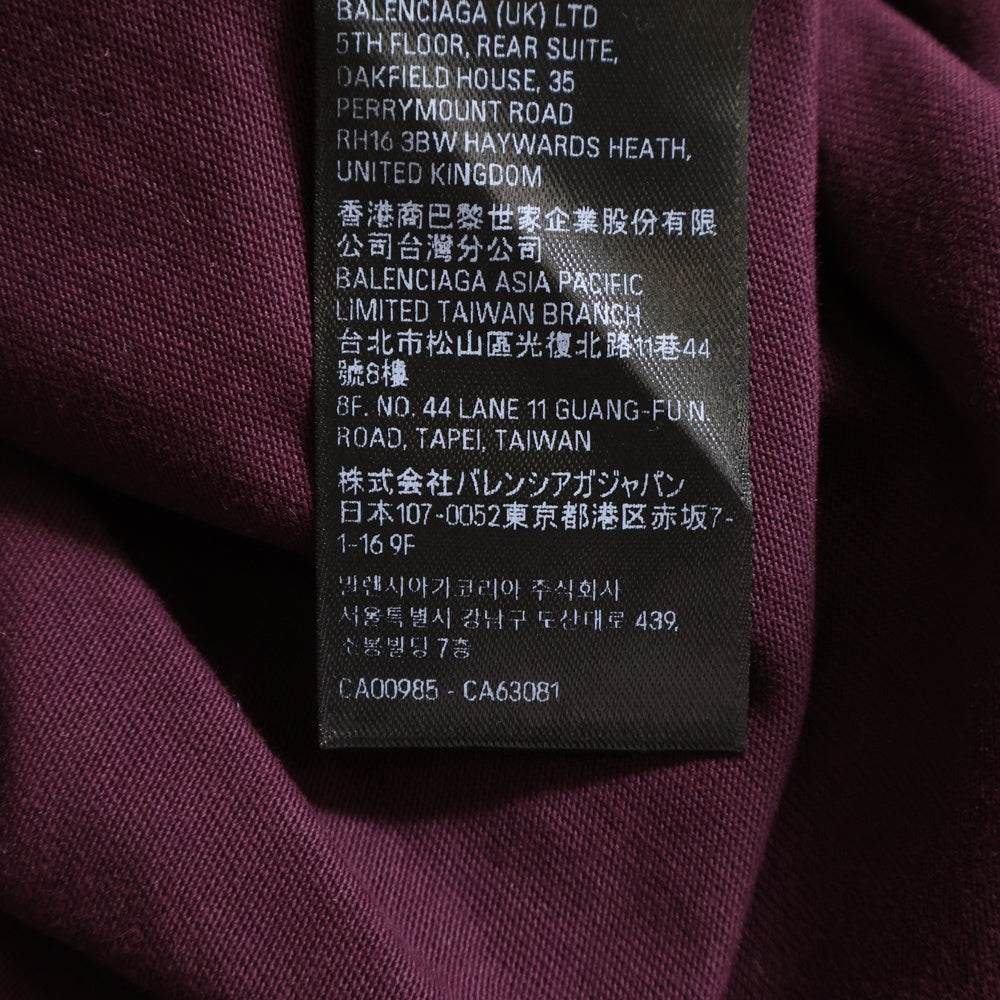 BALENCIAGA (UK) LTD
5TH FLOOR, REAR SUITE,
OAKFIELD HOUSE, 35
PERRYMOUNT ROAD
RH16 3BW HAYWARDS HEATH,
UNITED KINGDOM
香港商巴黎世家企業股份有限
公司台灣分公司
BALENCIAGA ASIA PACIFIC
LIMITED TAIWAN BRANCH
台北市松山區光復北路11巷44
號8樓
8F. NO. 44 LANE 11 GUANG-FU N.
ROAD, TAPEI, TAIWAN
株式会社バレンシアガジャパン
日本107-0052東京都港区赤坂7-
1-16 9F
발렌시아가코리아 주식회사
서울특별시 강남구 도산대로 439,
소봉빌딩 7층
CA00985 - CA63081